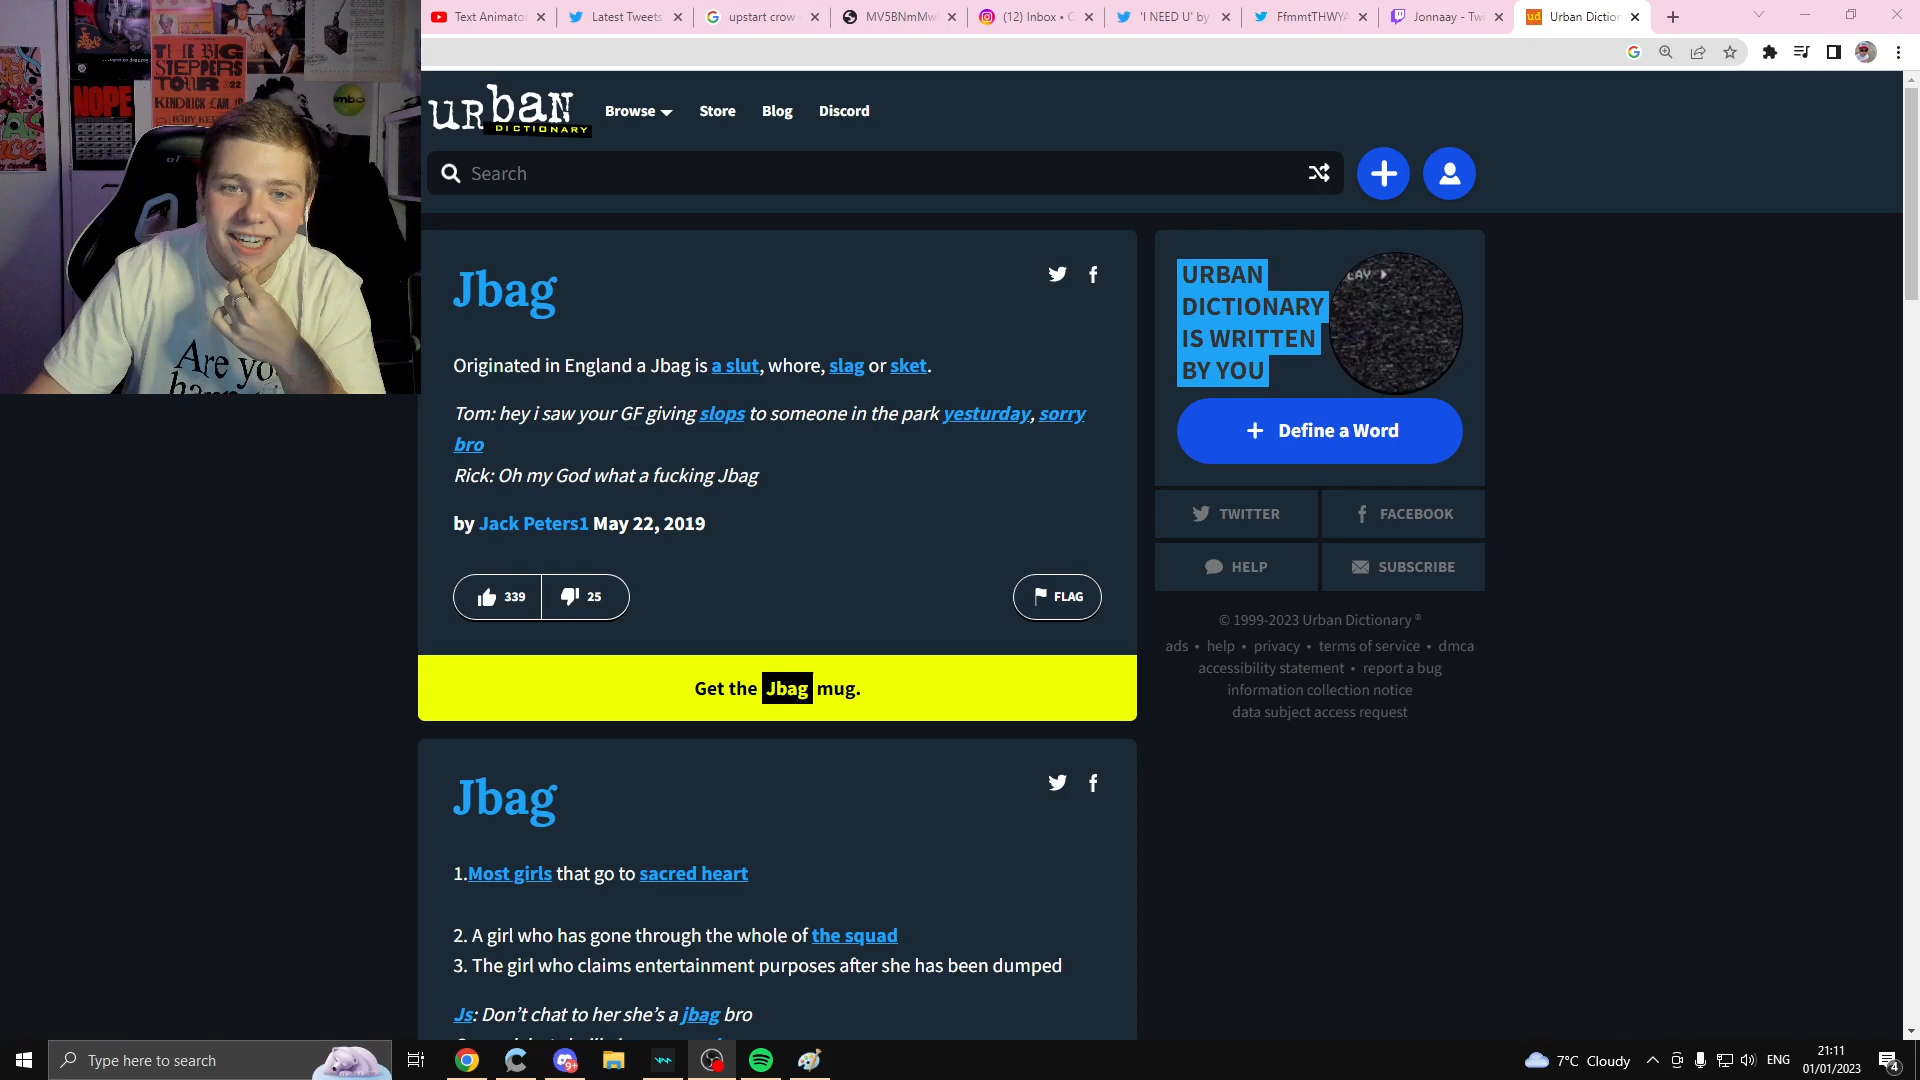 Text Animato
Latest Tweets
upstart crow
MV5BNmMw
(12) Inbox • C
'I NEED U' by
FfmmtTHWYA
Jonnaay - Tw
Urban Diction
THE BIG
STEPPERS
TOUR
KENDRICK LAMAR
NOPE
Are yo
URBAN
DICTIONARY
Browse
Store
Blog
Discord
Search
Jbag
Originated in England a Jbag is a slut, whore, slag or sket.
Tom: hey i saw your GF giving slops to someone in the park yesturday, sorry
bro
Rick: Oh my God what a fucking Jbag
by Jack Peters1 May 22, 2019
339
25
FLAG
Get the Jbag mug.
Jbag
1.Most girls that go to sacred heart
2. A girl who has gone through the whole of the squad
3. The girl who claims entertainment purposes after she has been dumped
Js: Don't chat to her she's a jbag bro
URBAN
DICTIONARY
IS WRITTEN
BY YOU
Define a Word
TWITTER
FACEBOOK
HELP
SUBSCRIBE
© 1999-2023 Urban Dictionary ®
ads • help • privacy • terms of service • dmca
accessibility statement • report a bug
information collection notice
data subject access request
Type here to search
9+
7°C Cloudy
ENG
21:11
01/01/2023
4